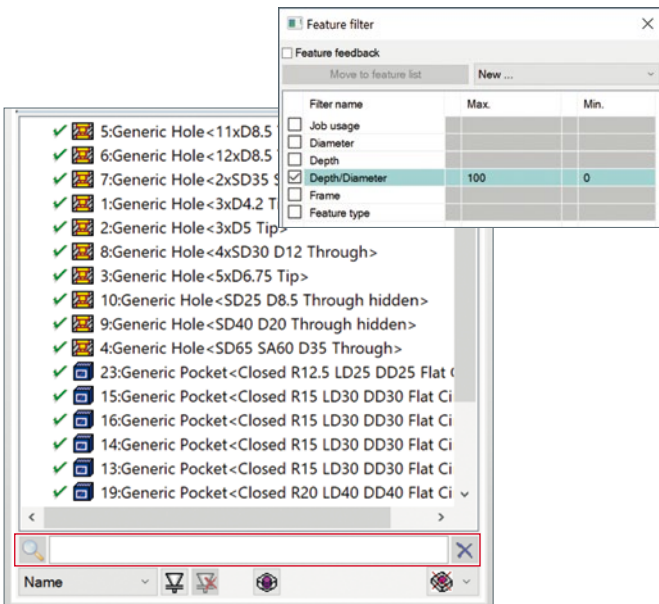 Feature filter
Feature feedback
Move to feature list New ...
Filter name Max. Min.
Job usage
Diameter
Depth
Depth/Diameter 100 0
Frame
Feature type
5:Generic Hole<11xD8.5
6:Generic Hole<12xD8.5
7:Generic Hole<2xSD35
1:Generic Hole<3xD4.2
2:Generic Hole<3xD5 Tip>
8:Generic Hole<4xSD30 D12 Through>
3:Generic Hole<5xD6.75 Tip>
10:Generic Hole<SD25 D8.5 Through hidden>
9:Generic Hole<SD40 D20 Through hidden>
4:Generic Hole<SD65 SA60 D35 Through>
23:Generic Pocket<Closed R12.5 LD25 DD25 Flat
15:Generic Pocket<Closed R15 LD30 DD30 Flat Ci
16:Generic Pocket<Closed R15 LD30 DD30 Flat Ci
14:Generic Pocket<Closed R15 LD30 DD30 Flat Ci
13:Generic Pocket<Closed R15 LD30 DD30 Flat Ci
19:Generic Pocket<Closed R20 LD40 DD40 Flat Ci
Name